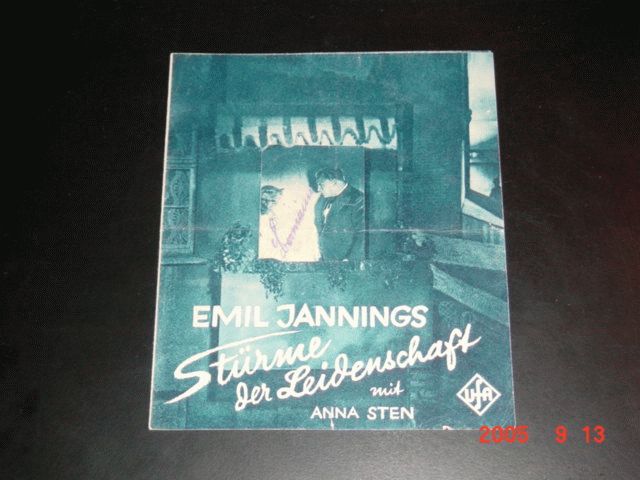 EMIL JANNINGS
Stürme
der Leidenschaft
mit
ANNA STEN
UFA
2005 9 13